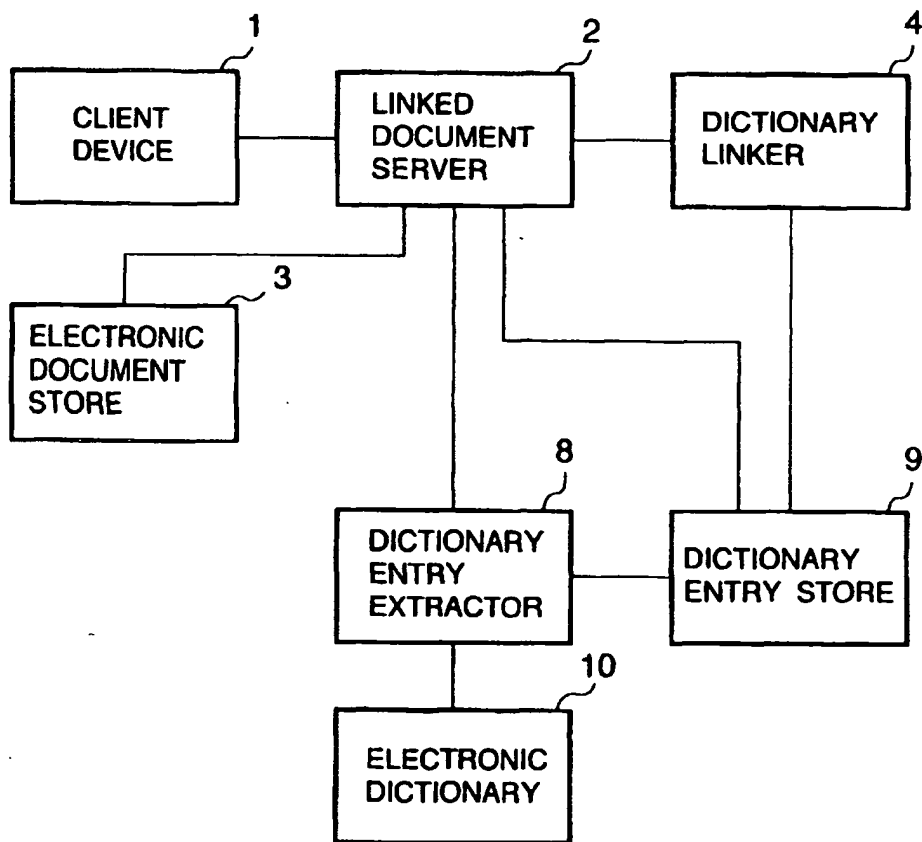 1
2
4
CLIENT
DEVICE
LINKED
DOCUMENT
SERVER
DICTIONARY
LINKER
3
ELECTRONIC
DOCUMENT
STORE
8
9
DICTIONARY
ENTRY
EXTRACTOR
DICTIONARY
ENTRY STORE
10
ELECTRONIC
DICTIONARY